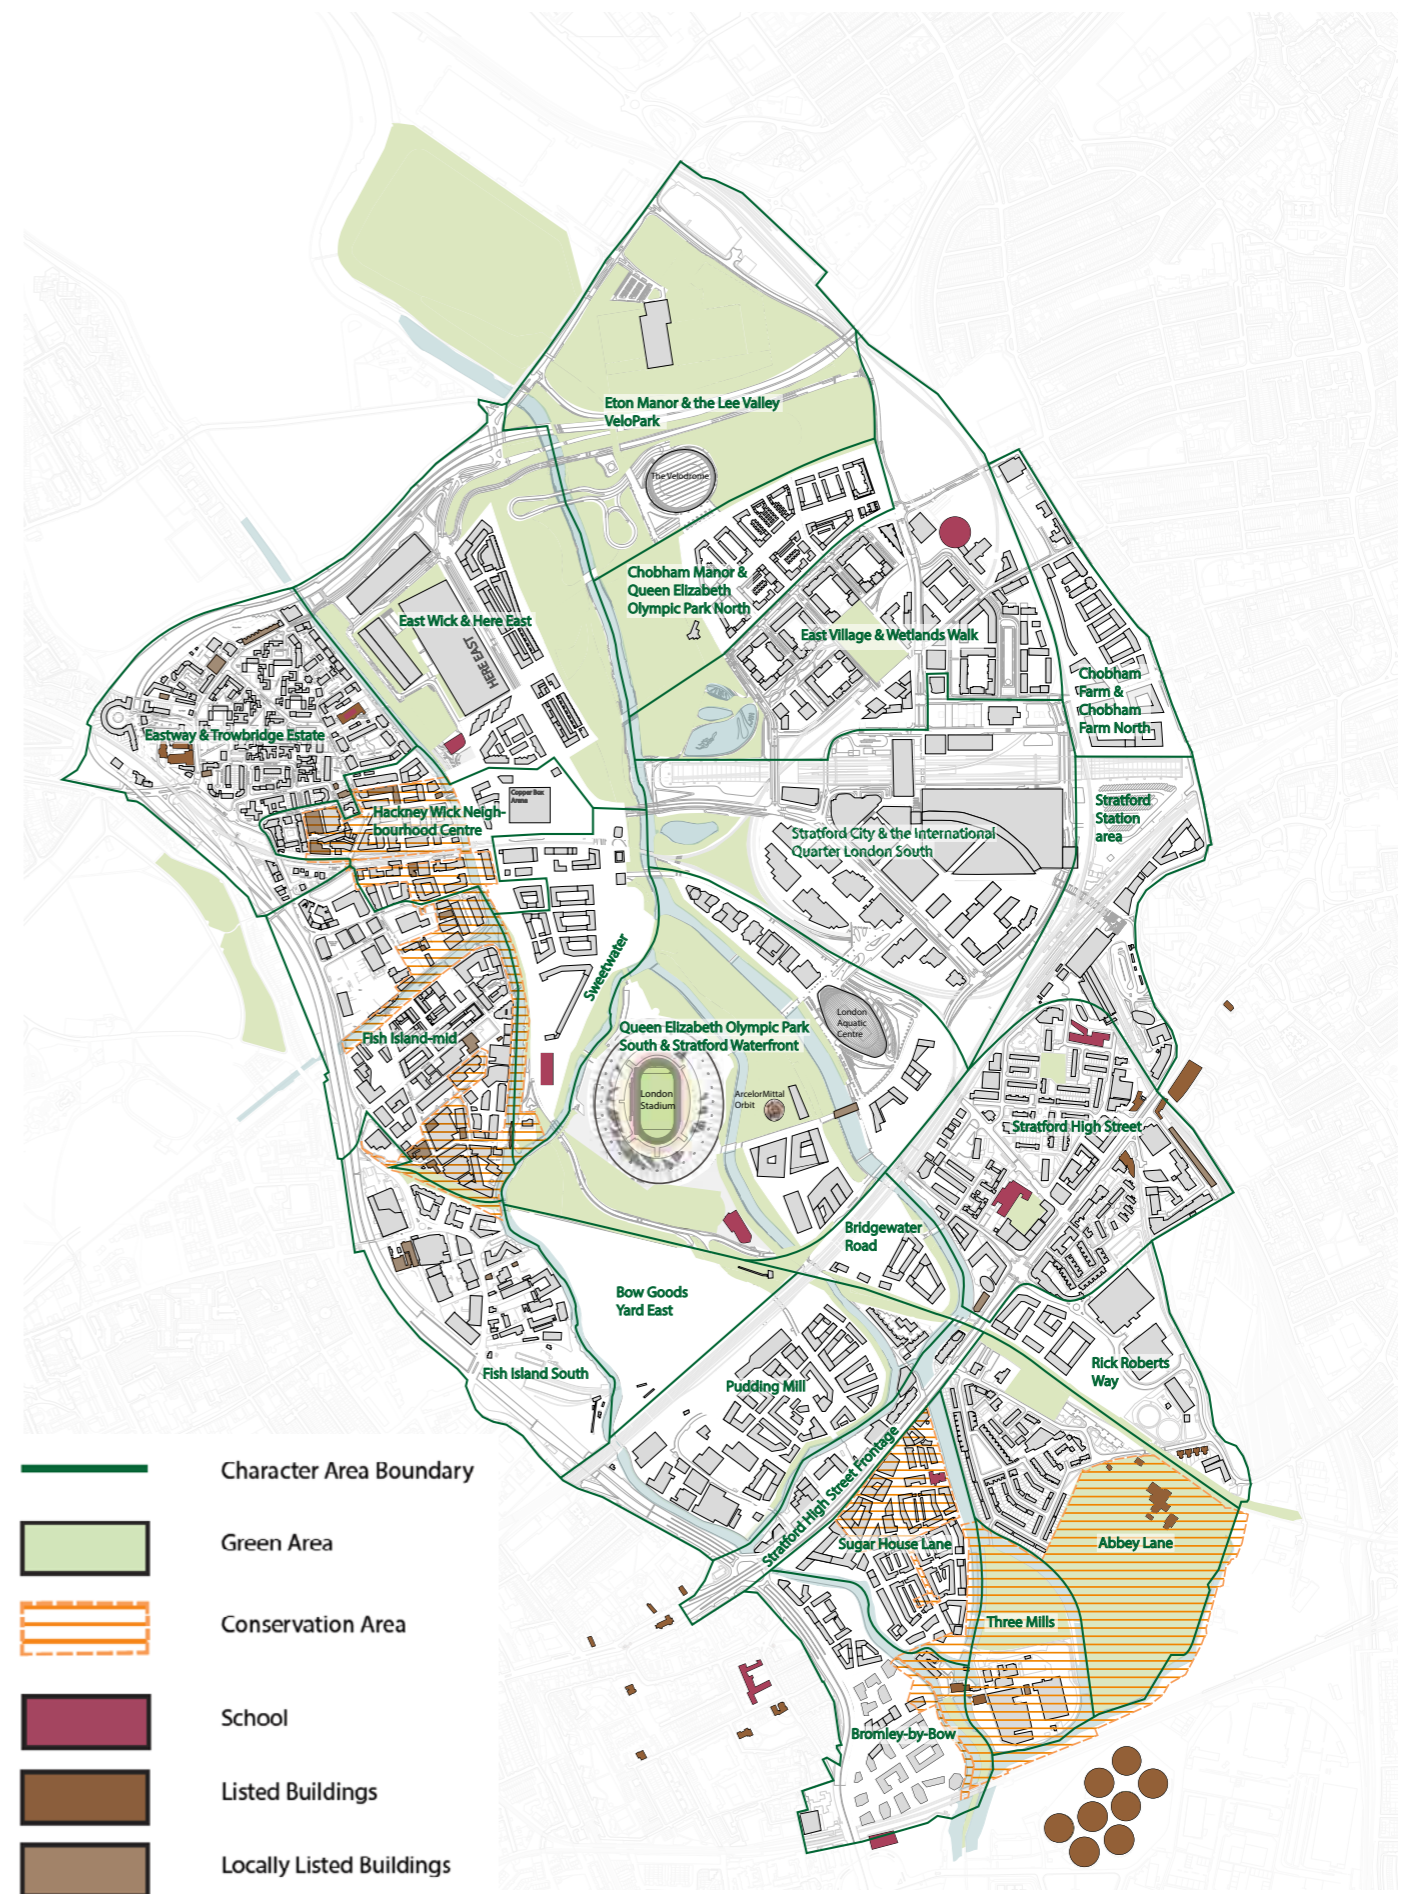 Eton Manor & the Lee Valley
VeloPark
The Velodrome
Chobham Manor &
Queen Elizabeth
Olympic Park North
East Wick & Here East
HERE EAST
East Village & Wetlands Walk
Chobham
Farm &
Chobham
Farm North
Eastway & Trowbridge Estate
Copper Box
Arena
Hackney Wick Neigh-
bourhood Centre
Stratford
Station
area
Stratford City & the International
Quarter London South
Sweetwater
London
Aquatic
Centre
Queen Elizabeth Olympic Park
South & Stratford Waterfront
Fish Island-mid
London
Stadium
ArcelorMittal
Orbit
Stratford High Street
Bridgewater
Road
Bow Goods
Yard East
Fish Island South
Rick Roberts
Way
Pudding Mill
Stratford High Street Frontage
Sugar House Lane
Abbey Lane
Three Mills
Bromley-by-Bow
Character Area Boundary
Green Area
Conservation Area
School
Listed Buildings
Locally Listed Buildings